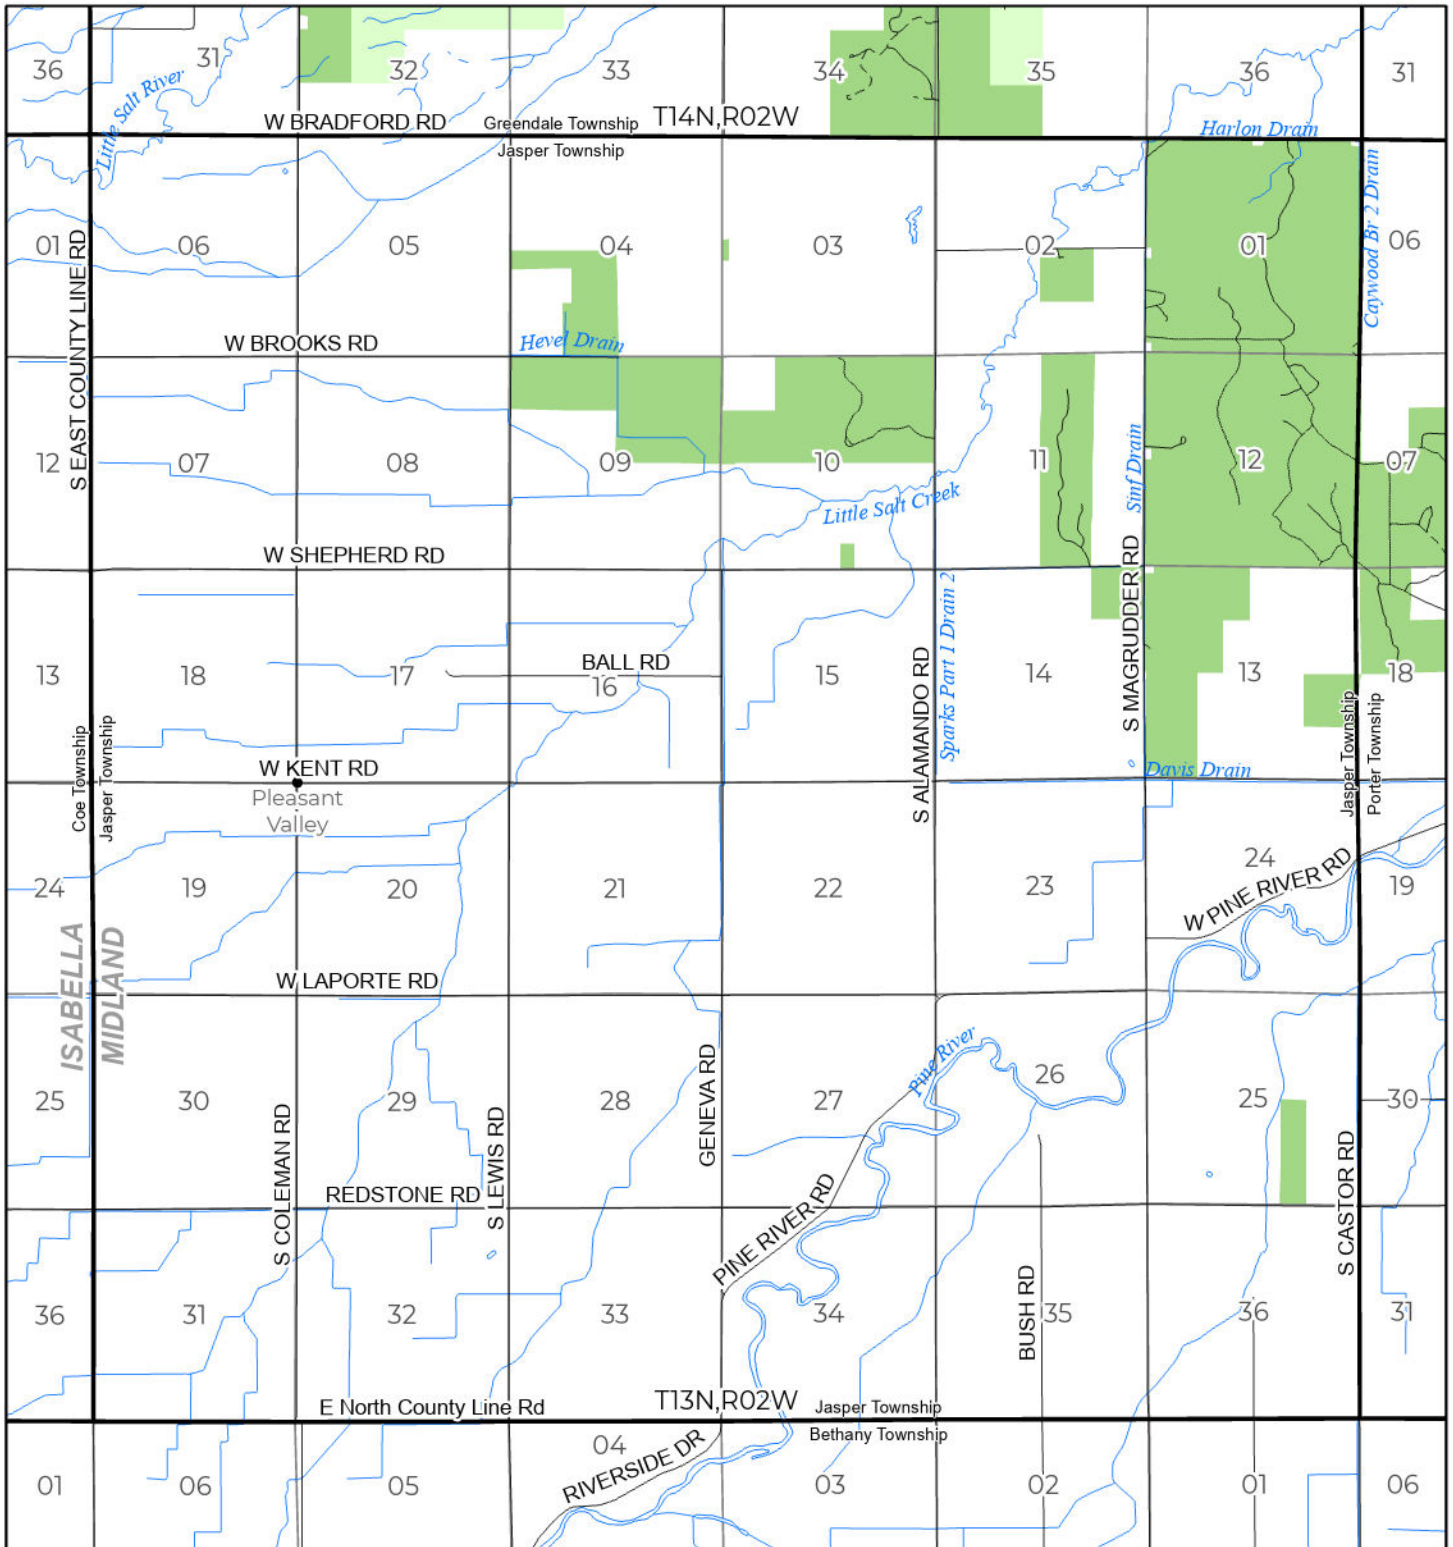 36
31
32
33
34
35
36
31
Little Salt River
W BRADFORD RD
Greendale Township
T14N,R02W
Harlon Drain
Jasper Township
S EAST COUNTY LINE RD
01
06
05
04
03
02
01
06
Caywood Br 2 Drain
W BROOKS RD
Hevel Drain
12
07
08
09
10
11
12
07
Sinf Drain
Little Salt Creek
W SHEPHERD RD
S MAGRUDDER RD
Sparks Part 1 Drain 2
S ALAMANDO RD
BALL RD
13
18
17
16
15
14
13
18
Coe Township
Jasper Township
Jasper Township
Porter Township
W KENT RD
Davis Drain
Pleasant
Valley
24
19
20
21
22
23
24
19
W PINE RIVER RD
ISABELLA
MIDLAND
W LAPORTE RD
Pine River
25
30
29
28
27
26
25
30
GENEVA RD
S COLEMAN RD
S LEWIS RD
REDSTONE RD
PINE RIVER RD
S CASTOR RD
36
31
32
33
34
BUSH RD
35
36
31
E North County Line Rd
T13N,R02W
Jasper Township
Bethany Township
RIVERSIDE DR
01
06
05
04
03
02
01
06